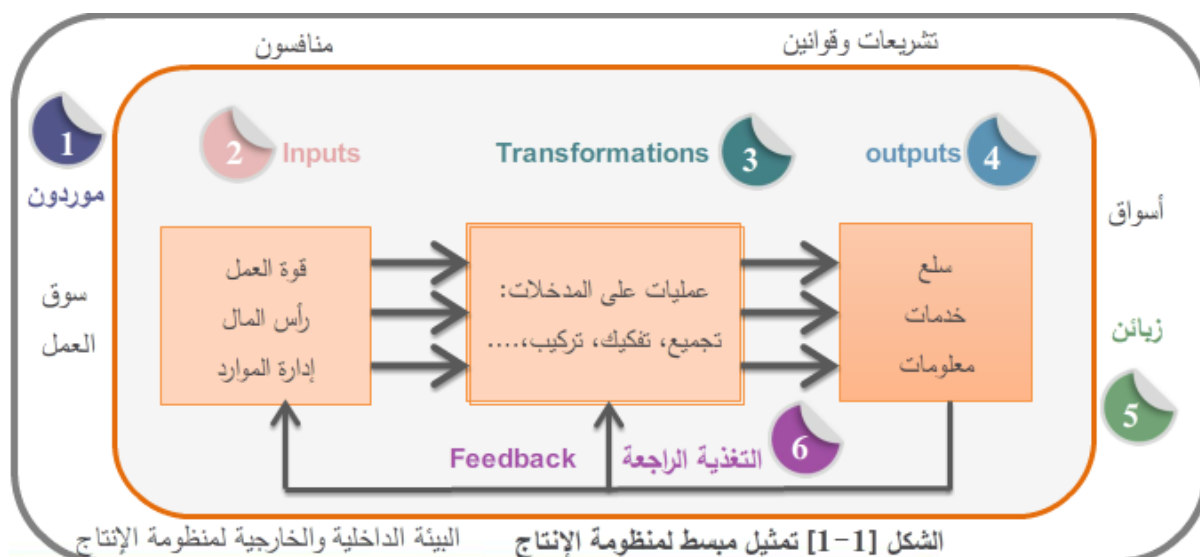 منافسون
تشريعات وقوانين
1
موردون
2
Inputs
Transformations
3
outputs
4
سوق
العمل
قوة العمل
رأس المال
إدارة الموارد
عمليات على المدخلات:
تجميع، تفكيك، تركيب،....
سلع
خدمات
معلومات
أسواق
زبائن
5
Feedback
التغذية الراجعة
6
الشكل [1-1] تمثيل مبسط لمنظومة الإنتاج
البيئة الداخلية والخارجية لمنظومة الإنتاج